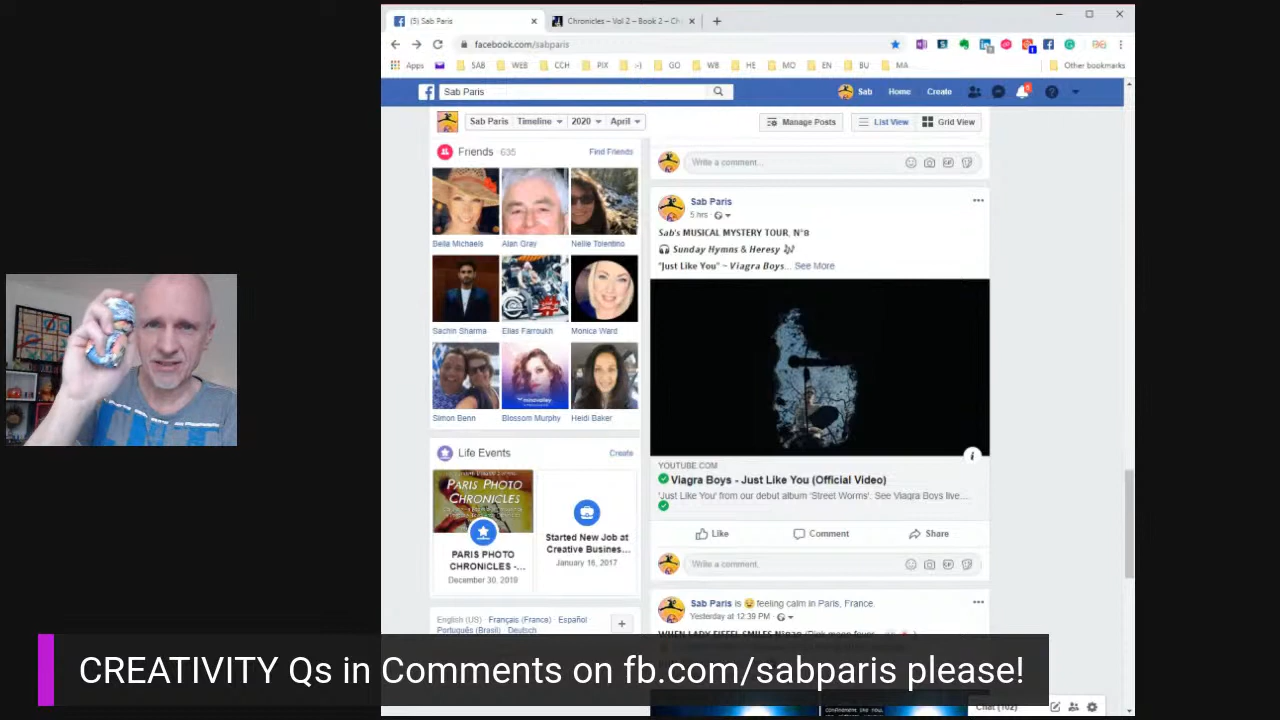 (5) Sab Paris
Chronicles – Vol 2 – Book 2 – Ch
facebook.com/sabparis
Apps
SAB
WEB
CCH
PIX
:-)
GO
WB
HE
MO
EN
BU
MA
Other bookmarks
Sab Paris
Sab
Home
Create
Sab Paris
Timeline
2020
April
Manage Posts
List View
Grid View
Friends 635
Find Friends
Bella Michaels
Alan Gray
Nellie Tolentino
Sachin Sharma
Elias Farroukh
Monica Ward
Simon Benn
Blossom Murphy
Heidi Baker
mindvalley
Life Events
Create
PARIS PHOTO
CHRONICLES
PARIS PHOTO
CHRONICLES -...
December 30, 2019
Started New Job at
Creative Busines...
January 16, 2017
English (US) · Français (France) · Español
Português (Brasil) · Deutsch
Write a comment...
Sab Paris
5 hrs ·
Sab's MUSICAL MYSTERY TOUR, N°8
🎧 Sunday Hymns & Heresy 🎶
"Just Like You" ~ Viagra Boys... See More
YOUTUBE.COM
Viagra Boys - Just Like You (Official Video)
'Just Like You' from our debut album 'Street Worms'. See Viagra Boys live....
Like
Comment
Share
Write a comment...
Sab Paris is 😌 feeling calm in Paris, France.
Yesterday at 12:39 PM ·
CREATIVITY Qs in Comments on fb.com/sabparis please!
Chat (102)